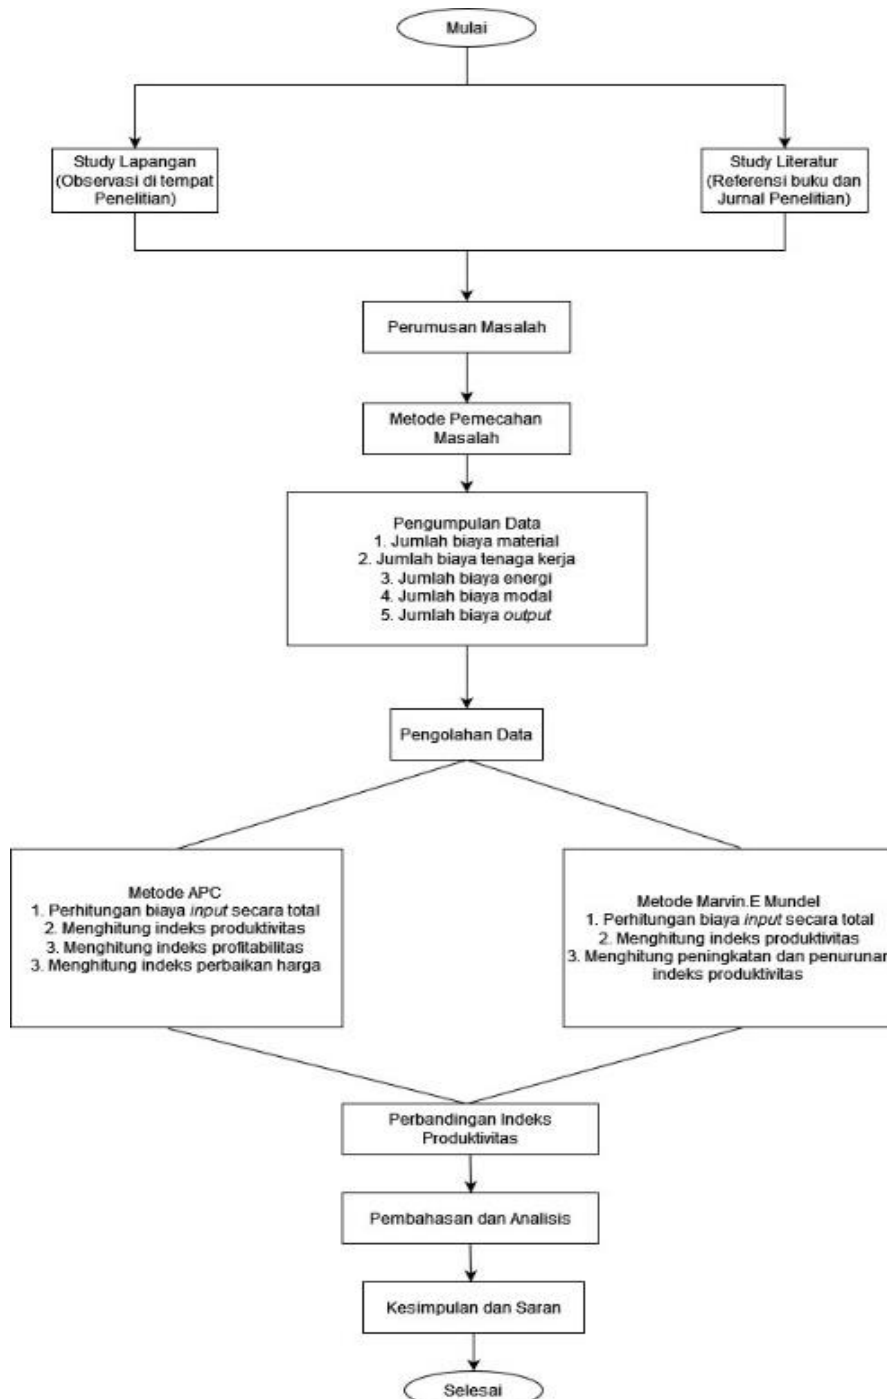 Mulai
Study Lapangan
(Observasi di tempat
Penelitian)
Study Literatur
(Referensi buku dan
Jurnal Penelitian)
Perumusan Masalah
Metode Pemecahan
Masalah
Pengumpulan Data
1. Jumlah biaya material
2. Jumlah biaya tenaga kerja
3. Jumlah biaya energi
4. Jumlah biaya modal
5. Jumlah biaya output
Pengolahan Data
Metode APC
1. Perhitungan biaya input secara total
2. Menghitung indeks produktivitas
3. Menghitung indeks profitabilitas
3. Menghitung indeks perbaikan harga
Metode Marvin.E Mundel
1. Perhitungan biaya input secara total
2. Menghitung indeks produktivitas
3. Menghitung peningkatan dan penurunan
indeks produktivitas
Perbandingan Indeks
Produktivitas
Pembahasan dan Analisis
Kesimpulan dan Saran
Selesai